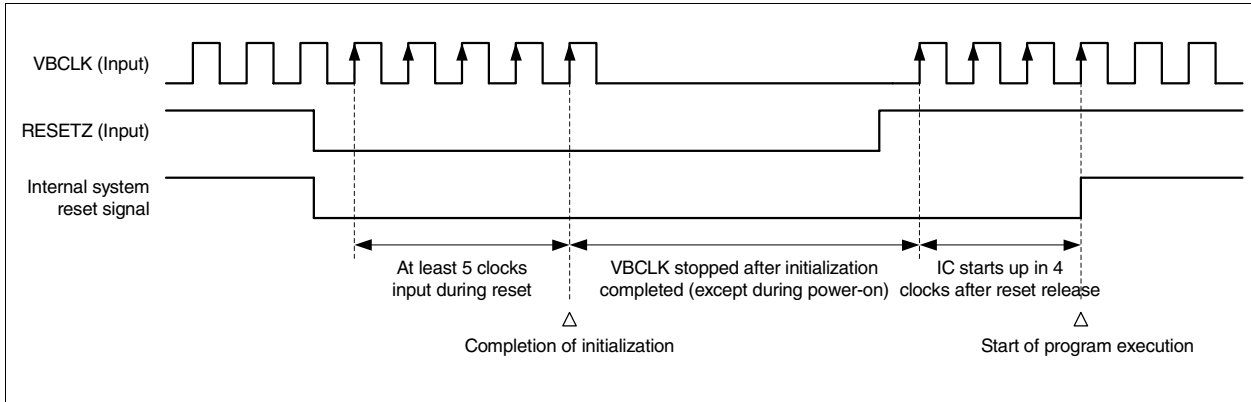 VBCLK (Input)
RESETZ (Input)
Internal system
reset signal
At least 5 clocks
input during reset
VBCLK stopped after initialization
completed (except during power-on)
IC starts up in 4
clocks after reset release
Completion of initialization
Start of program execution